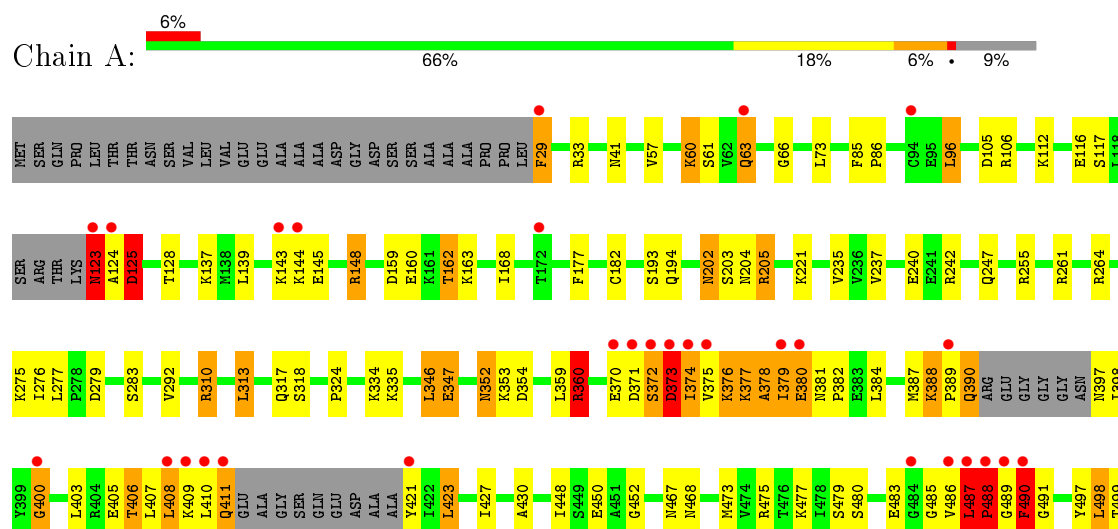 6%
Chain A:
66% 18% 6% • 9%
MET SER GLN PRO LEU THR THR ASN SER VAL LEU VAL GLU GLU ALA ALA ALA ASP GLY ASP SER SER ALA ALA ALA PRO PRO LEU F29 R33 N41 V57 K60 S61 V62 Q63 G66 L73 F85 P86 C94 E95 L96 D105 R106 K112 E116 S117 L118
SER ARG THR LYS N123 A124 D125 T128 K137 M138 L139 K143 K144 E145 R148 D159 E160 K161 T162 K163 I168 T172 F177 C182 S193 Q194 N202 S203 N204 R205 K221 V235 V236 V237 E240 E241 R242 Q247 R255 R261 R264
K275 I276 L277 P278 D279 S283 V292 R310 L313 Q317 S318 P324 K334 K335 L346 E347 N352 K353 D354 L359 R360 E370 D371 S372 D373 I374 V375 K376 K377 A378 I379 E380 N381 P382 E383 L384 M387 K388 P389 Q390 ARG GLU GLY GLY GLY ASN N397 I398
Y399 G400 L403 R404 E405 T406 L407 L408 K409 L410 Q411 GLU ALA GLY SER GLN GLU ASP ALA ALA Y421 I422 L423 I427 A430 I448 S449 E450 A451 G452 N467 N468 M473 V474 R475 T476 K477 I478 S479 S480 E483 G484 G485 V486 L487 P488 G489 F490 G491 Y497 L498